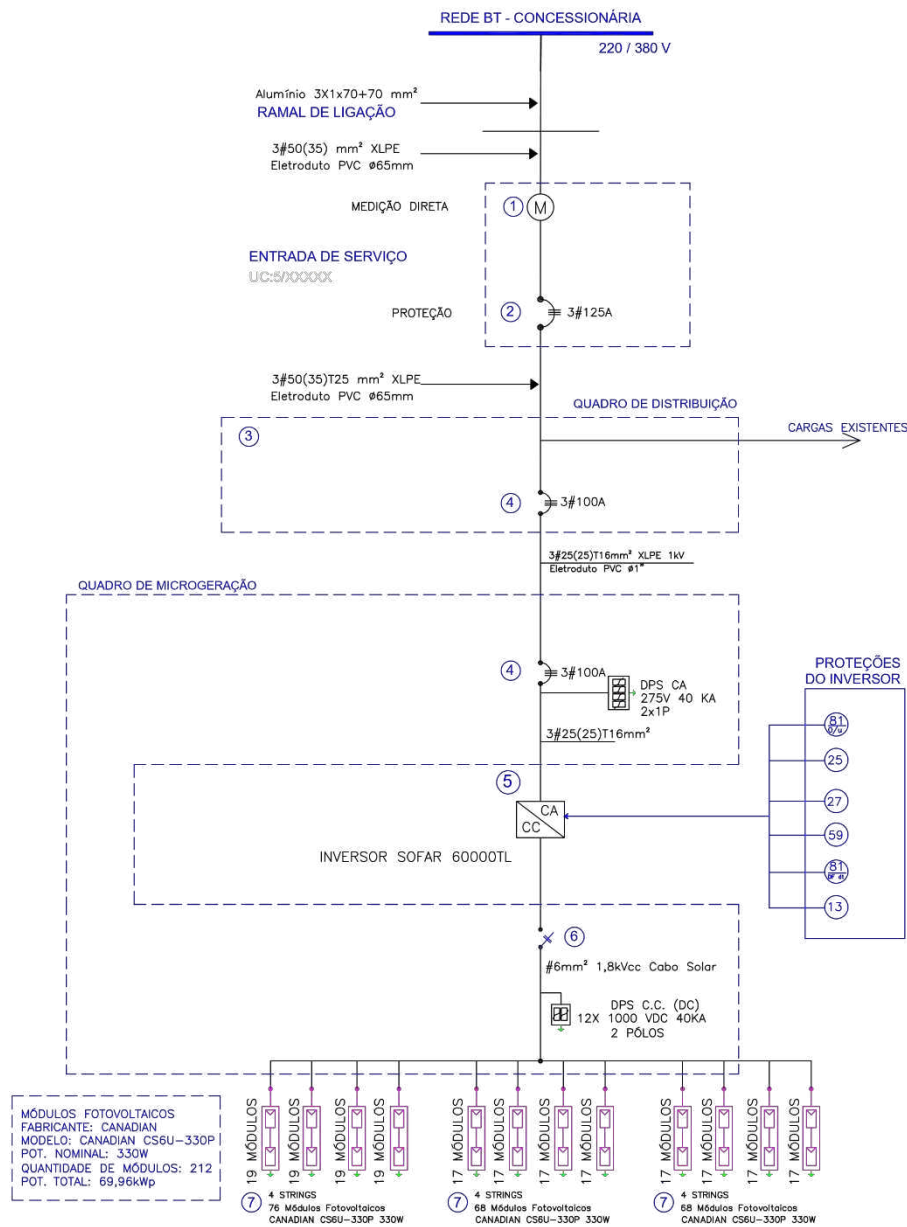 REDE BT - CONCESSIONÁRIA
220 / 380 V
Alumínio 3X1x70+70 mm²
RAMAL DE LIGAÇÃO
3#50(35) mm² XLPE
Eletroduto PVC ø65mm
MEDIÇÃO DIRETA
1
M
ENTRADA DE SERVIÇO
UC:5/XXXXX
PROTEÇÃO
2
3#125A
3#50(35)T25 mm² XLPE
Eletroduto PVC ø65mm
QUADRO DE DISTRIBUIÇÃO
3
CARGAS EXISTENTES
4
3#100A
3#25(25)T16mm² XLPE 1kV
Eletroduto PVC ø1"
QUADRO DE MICROGERAÇÃO
4
3#100A
DPS CA
275V 40 KA
2x1P
3#25(25)T16mm²
PROTEÇÕES
DO INVERSOR
81
O/u
25
27
59
81
13
5
CA
CC
INVERSOR SOFAR 60000TL
6
#6mm² 1,8kVcc Cabo Solar
DPS C.C. (DC)
12X 1000 VDC 40KA
2 PÓLOS
MÓDULOS FOTOVOLTAICOS
FABRICANTE: CANADIAN
MODELO: CANADIAN CS6U-330P
POT. NOMINAL: 330W
QUANTIDADE DE MÓDULOS: 212
POT. TOTAL: 69,96kWp
19 MÓDULOS
19 MÓDULOS
19 MÓDULOS
19 MÓDULOS
17 MÓDULOS
17 MÓDULOS
17 MÓDULOS
17 MÓDULOS
17 MÓDULOS
17 MÓDULOS
17 MÓDULOS
17 MÓDULOS
7
4 STRINGS
76 Módulos Fotovoltaicos
CANADIAN CS6U-330P 330W
7
4 STRINGS
68 Módulos Fotovoltaicos
CANADIAN CS6U-330P 330W
7
4 STRINGS
68 Módulos Fotovoltaicos
CANADIAN CS6U-330P 330W